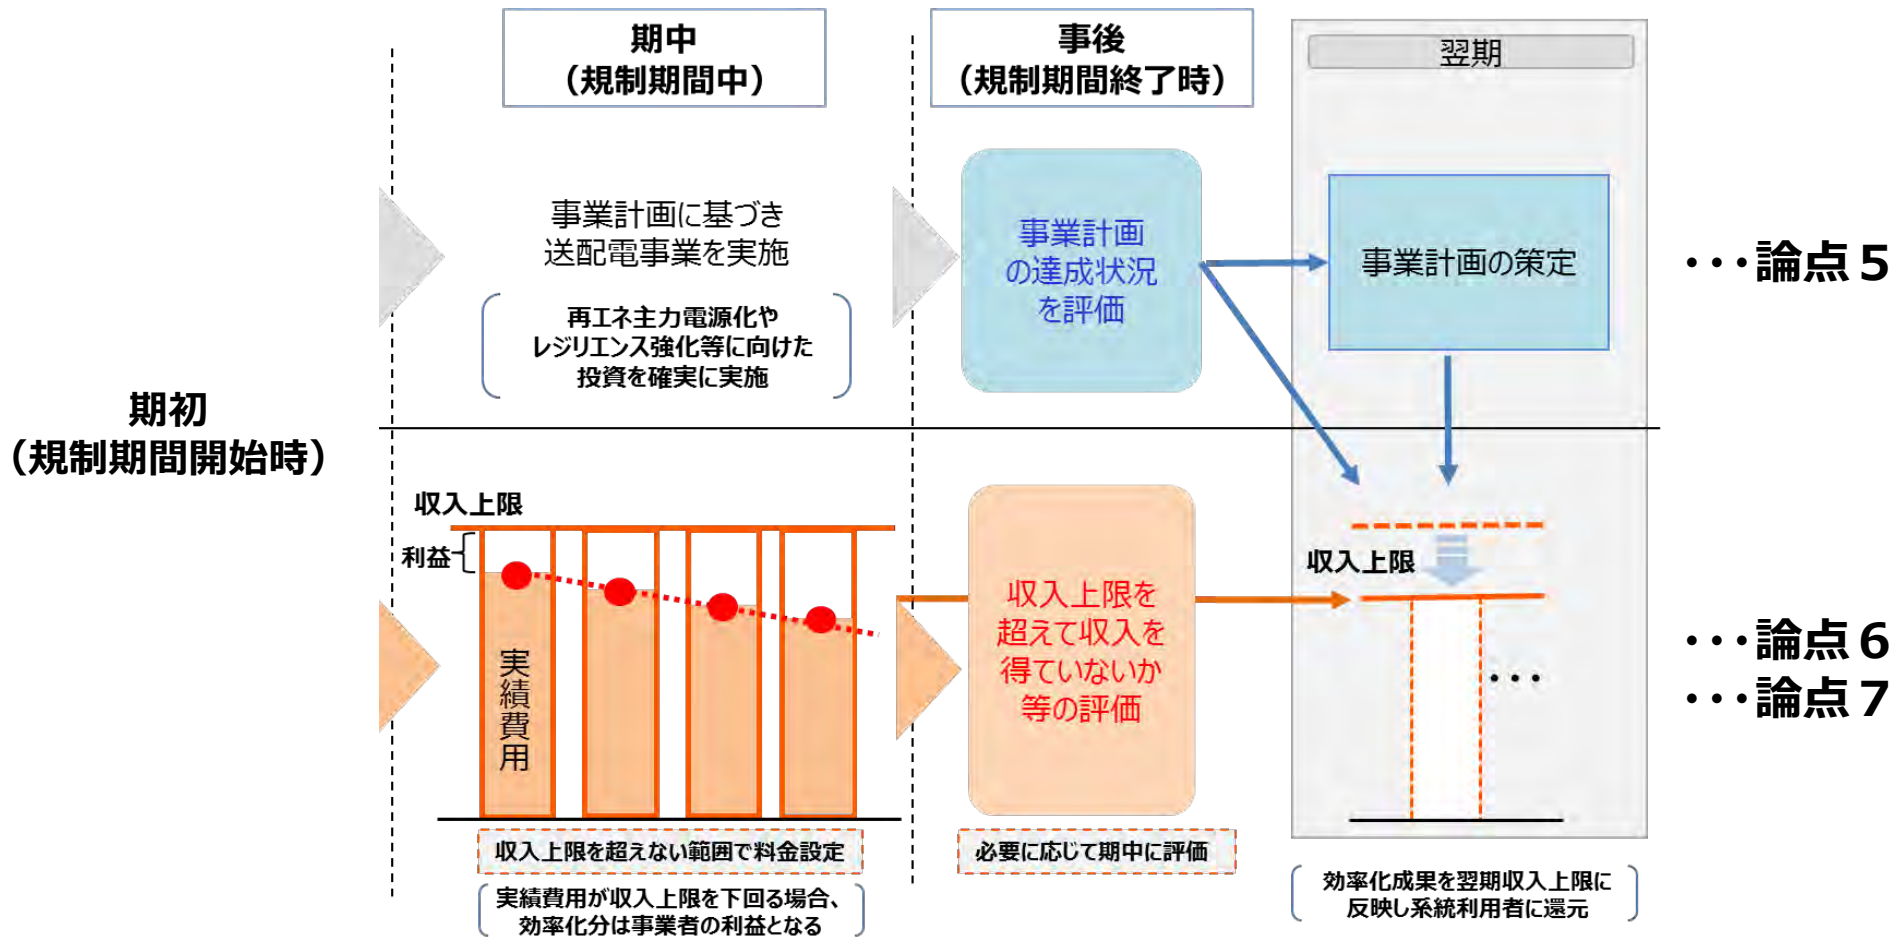 期中
（規制期間中）
事後
（規制期間終了時）
翌期
期初
（規制期間開始時）
事業計画に基づき
送配電事業を実施
再エネ主力電源化や
レジリエンス強化等に向けた
投資を確実に実施
事業計画
の達成状況
を評価
事業計画の策定
・・・論点５
収入上限
利益
実績費用
収入上限を超えない範囲で料金設定
実績費用が収入上限を下回る場合、
効率化分は事業者の利益となる
収入上限を
超えて収入を
得ていないか
等の評価
必要に応じて期中に評価
収入上限
・・・
効率化成果を翌期収入上限に
反映し系統利用者に還元
・・・論点６
・・・論点７